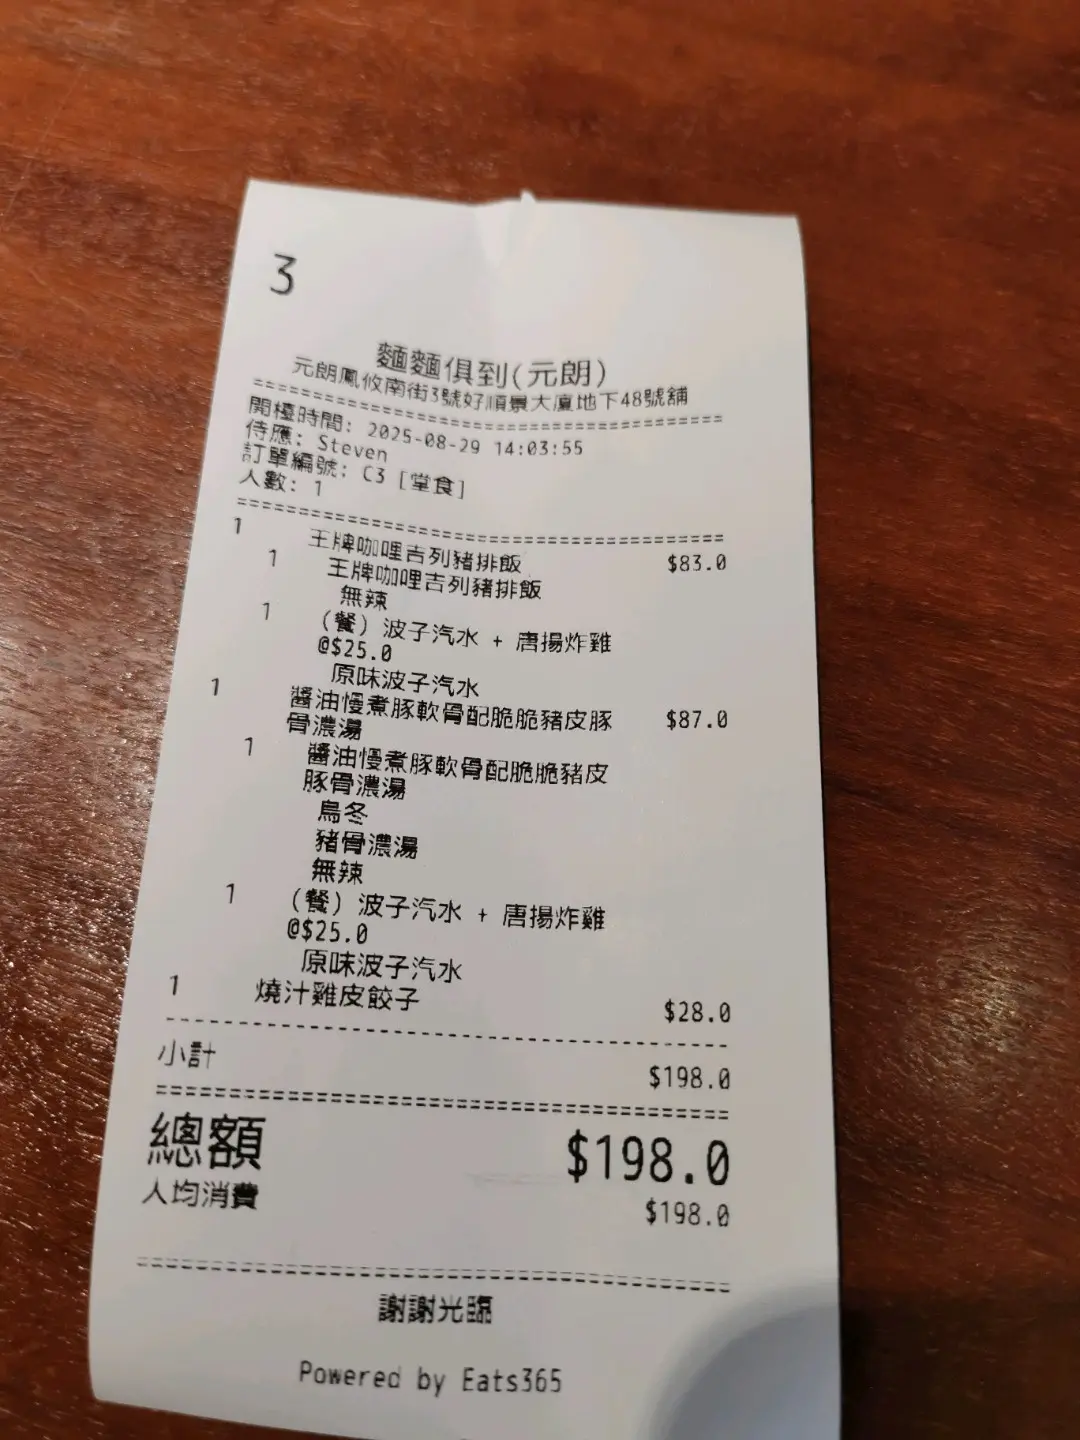 3
麵麵俱到(元朗)
元朗鳳攸南街3號好順景大廈地下48號舖
開檯時間: 2025-08-29 14:03:55
侍應: Steven
訂單編號: C3 [堂食]
人數: 1
1 王牌咖哩吉列豬排飯 $83.0
1 王牌咖哩吉列豬排飯
無辣
1 (餐) 波子汽水 + 唐揚炸雞
@$25.0
原味波子汽水
1 醬油慢煮豚軟骨配脆脆豬皮豚 $87.0
骨濃湯
1 醬油慢煮豚軟骨配脆脆豬皮
豚骨濃湯
烏冬
豬骨濃湯
無辣
1 (餐) 波子汽水 + 唐揚炸雞
@$25.0
原味波子汽水
1 燒汁雞皮餃子 $28.0
小計 $198.0
總額 $198.0
人均消費 $198.0
謝謝光臨
Powered by Eats365